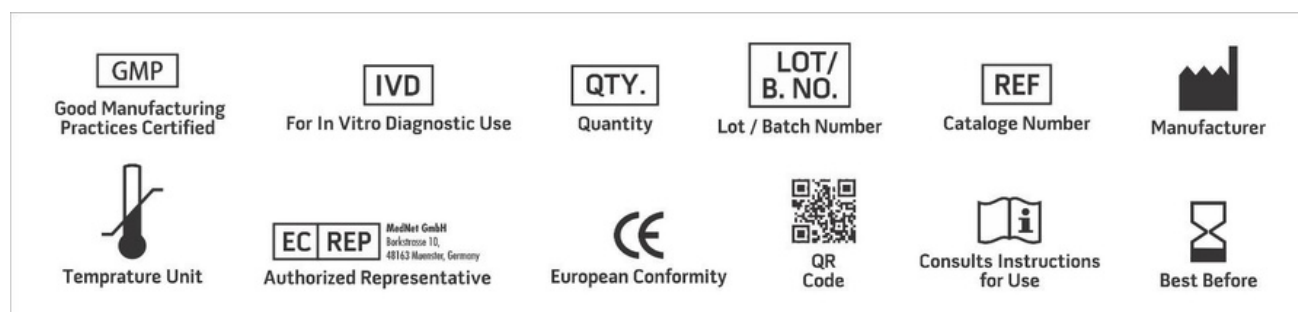 GMP
Good Manufacturing
Practices Certified
IVD
For In Vitro Diagnostic Use
QTY.
Quantity
LOT/
B. NO.
Lot / Batch Number
REF
Cataloge Number
Manufacturer
Temprature Unit
EC REP
MedNet GmbH
Borkstrasse 10,
48163 Muenster, Germany
Authorized Representative
CE
European Conformity
QR
Code
i
Consults Instructions
for Use
Best Before